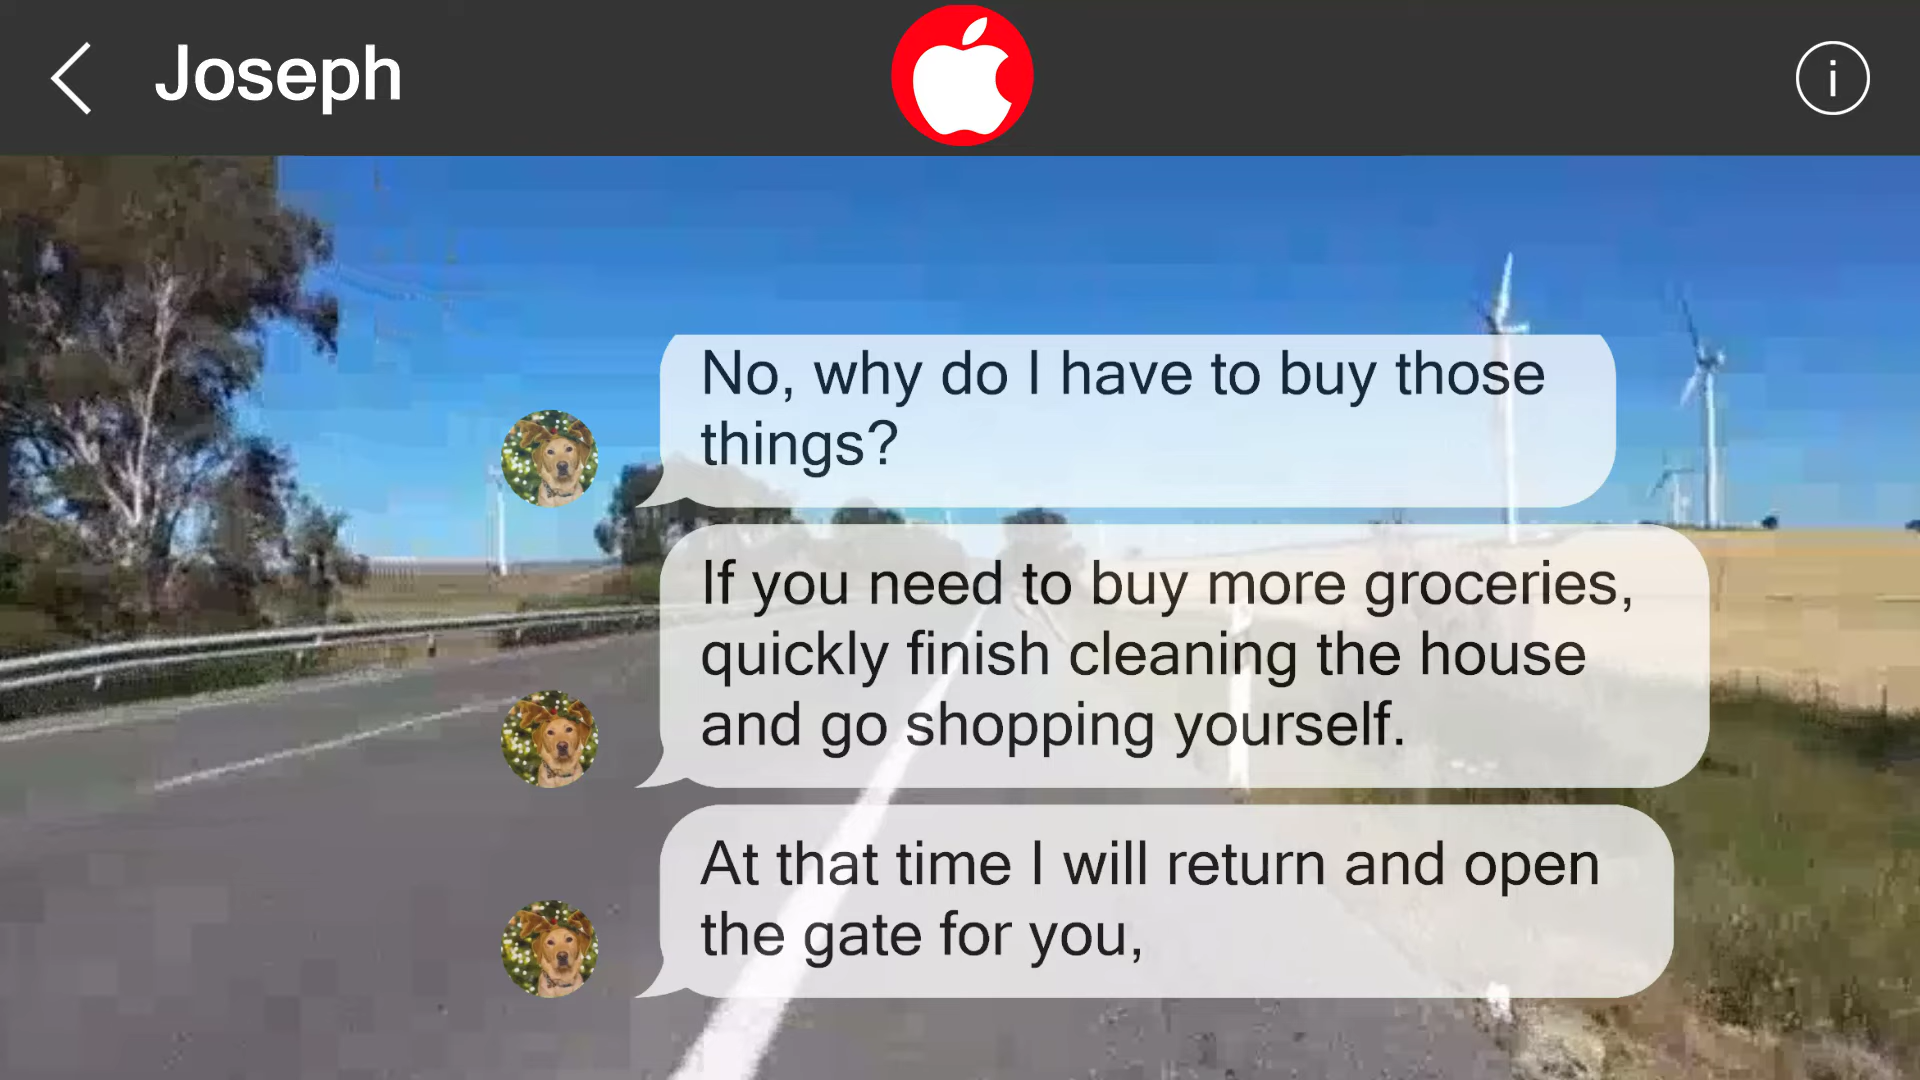 Joseph
i
No, why do I have to buy those
things?
If you need to buy more groceries,
quickly finish cleaning the house
and go shopping yourself.
At that time I will return and open
the gate for you,